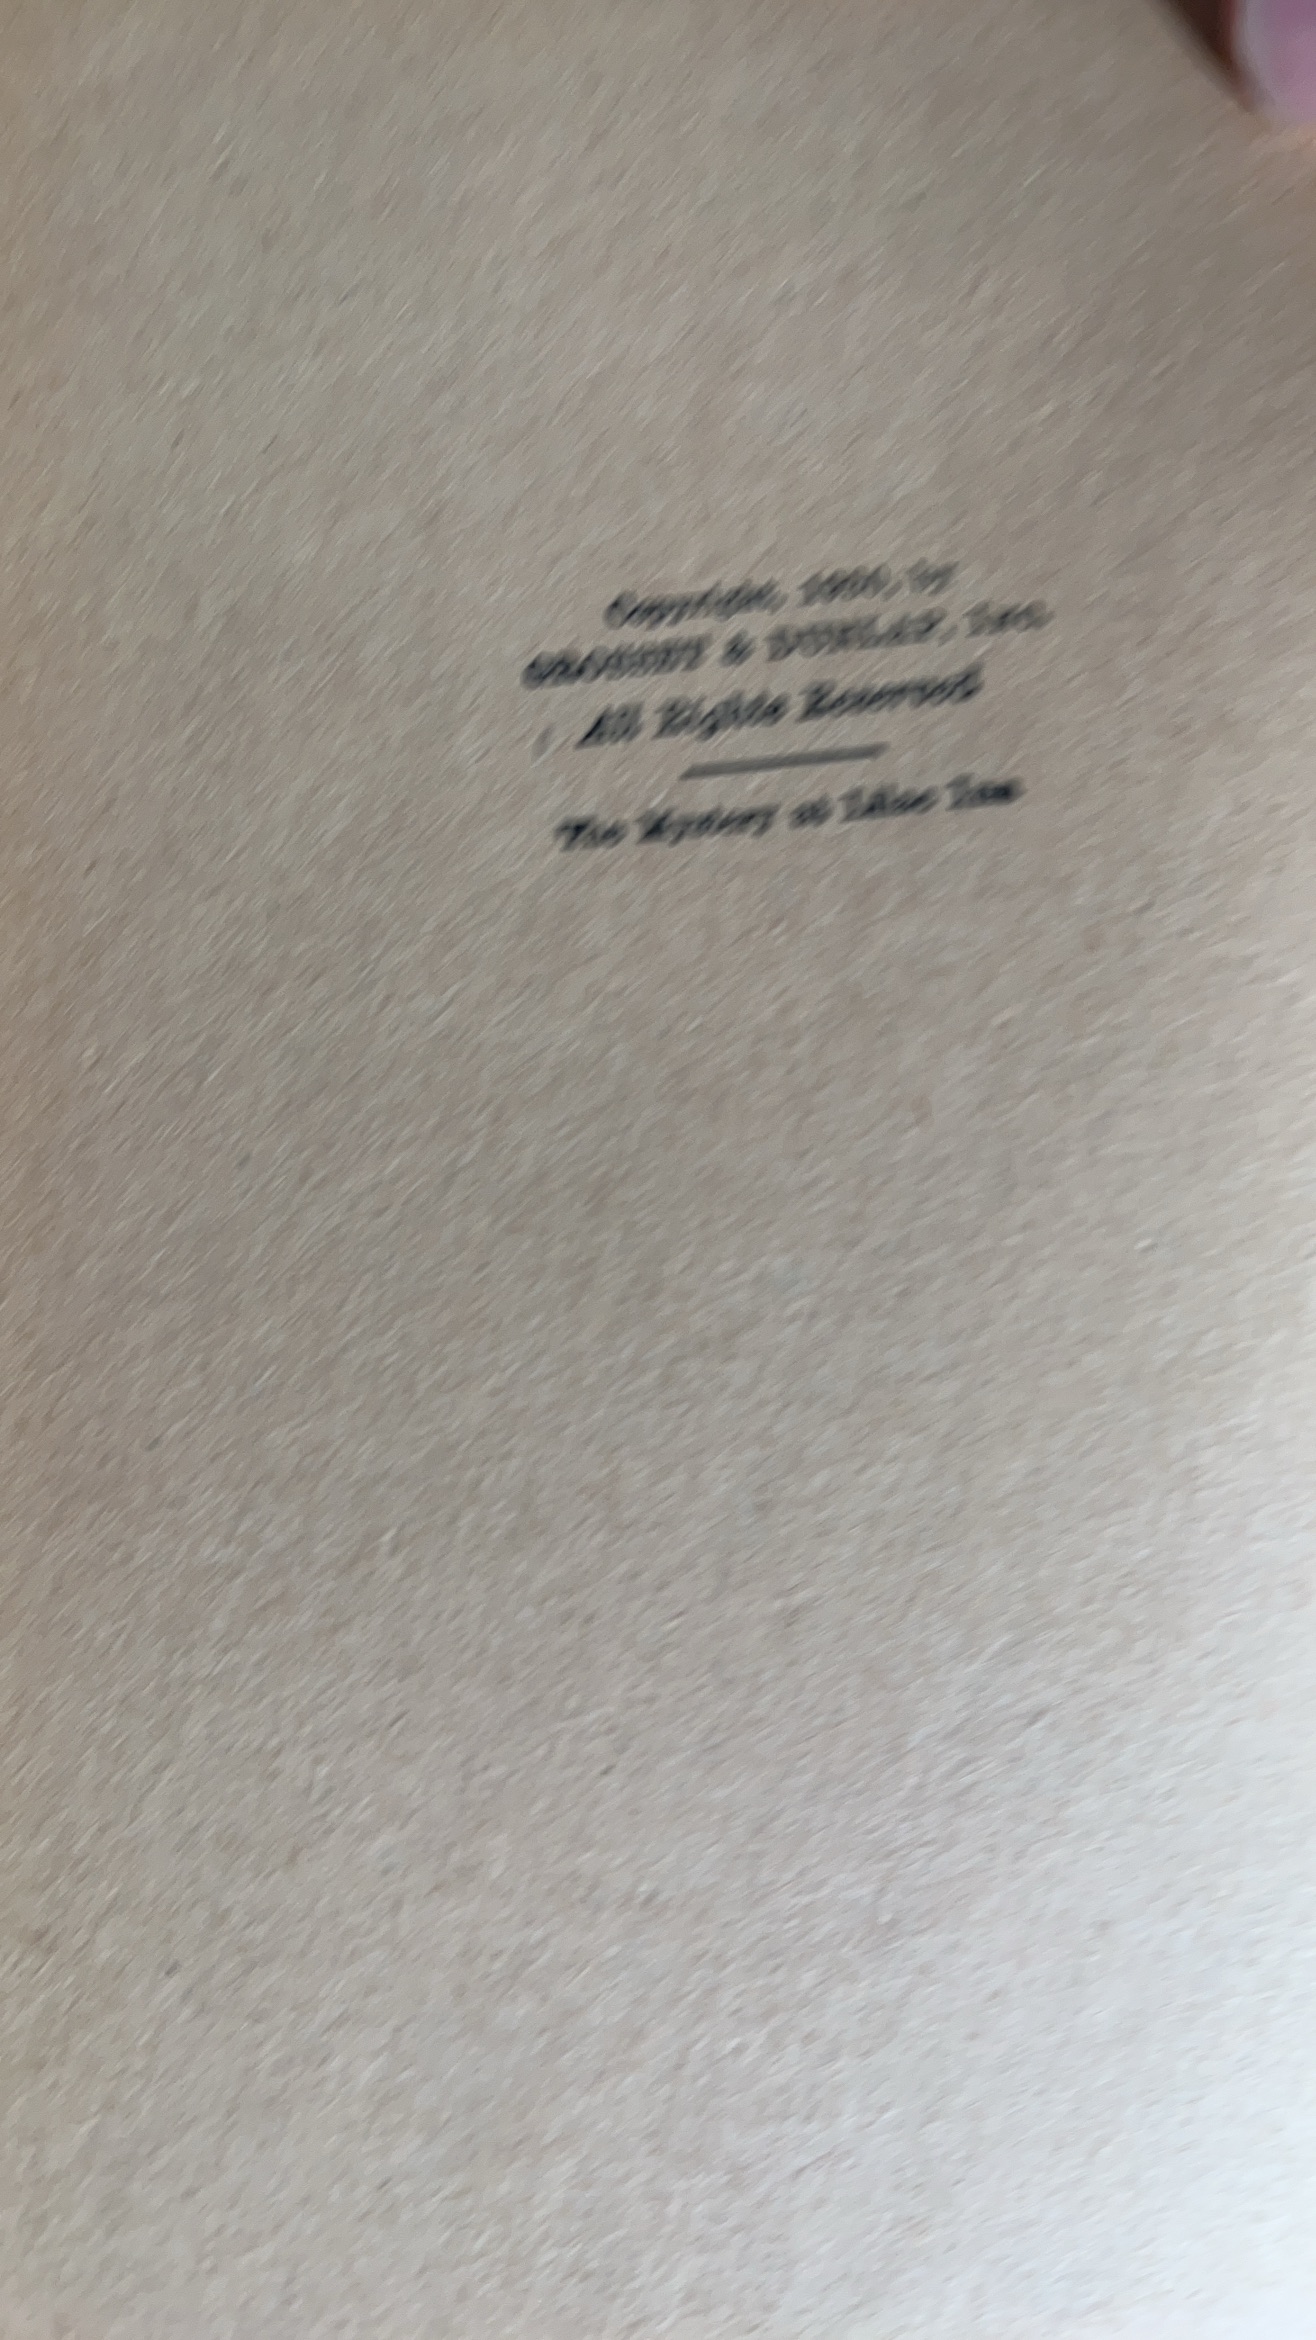 Copyright, by
GROSSET & DUNLAP, Inc.
All Rights Reserved
The Mystery at Lilac Inn